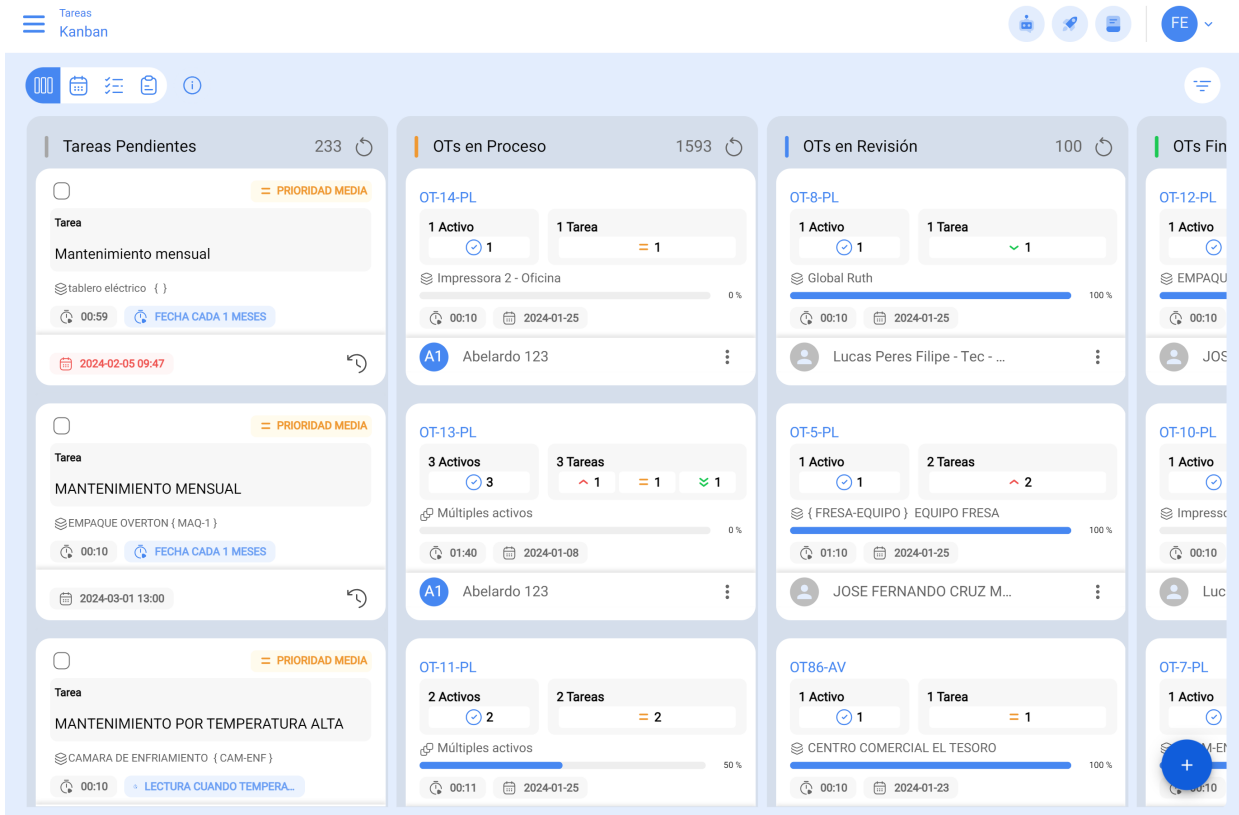 Tareas
Kanban
FE
Tareas Pendientes 233
PRIORIDAD MEDIA
Tarea
Mantenimiento mensual
tablero eléctrico { }
00:59 FECHA CADA 1 MESES
2024-02-05 09:47
PRIORIDAD MEDIA
Tarea
MANTENIMIENTO MENSUAL
EMPAQUE OVERTON { MAQ-1 }
00:10 FECHA CADA 1 MESES
2024-03-01 13:00
PRIORIDAD MEDIA
Tarea
MANTENIMIENTO POR TEMPERATURA ALTA
CAMARA DE ENFRIAMIENTO { CAM-ENF }
00:10 LECTURA CUANDO TEMPERA...
OTs en Proceso 1593
OT-14-PL
1 Activo 1 Tarea
1 1
Impressora 2 - Oficina
0 %
00:10 2024-01-25
A1 Abelardo 123
OT-13-PL
3 Activos 3 Tareas
3 1 1 1
Múltiples activos
0 %
01:40 2024-01-08
A1 Abelardo 123
OT-11-PL
2 Activos 2 Tareas
2 2
Múltiples activos
50 %
00:11 2024-01-25
OTs en Revisión 100
OT-8-PL
1 Activo 1 Tarea
1 1
Global Ruth
100 %
00:10 2024-01-25
Lucas Peres Filipe - Tec - ...
OT-5-PL
1 Activo 2 Tareas
1 2
{ FRESA-EQUIPO } EQUIPO FRESA
100 %
01:10 2024-01-25
JOSE FERNANDO CRUZ M...
OT86-AV
1 Activo 1 Tarea
1 1
CENTRO COMERCIAL EL TESORO
100 %
00:10 2024-01-23
OTs Fin
OT-12-PL
1 Activo
EMPAQU
00:10
JOS
OT-10-PL
1 Activo
Impresso
00:10
Luc
OT-7-PL
1 Activo
+